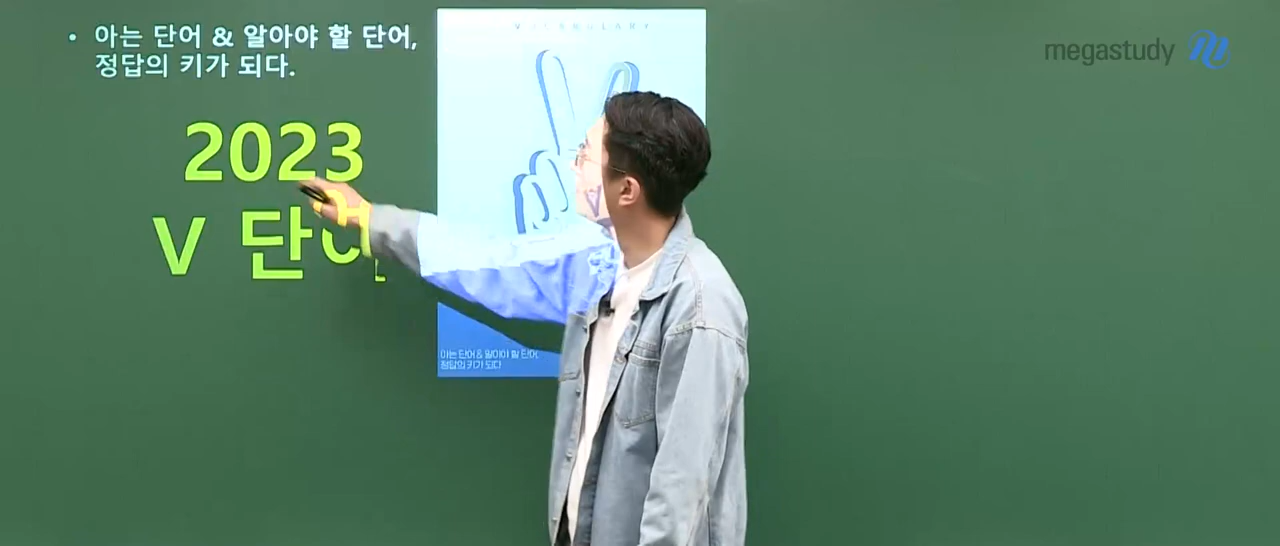 • 아는 단어 & 알아야 할 단어,
정답의 키가 되다.
2023
V 단어
VOCABULARY
아는 단어 & 알아야 할 단어,
정답의 키가 되다
megastudy